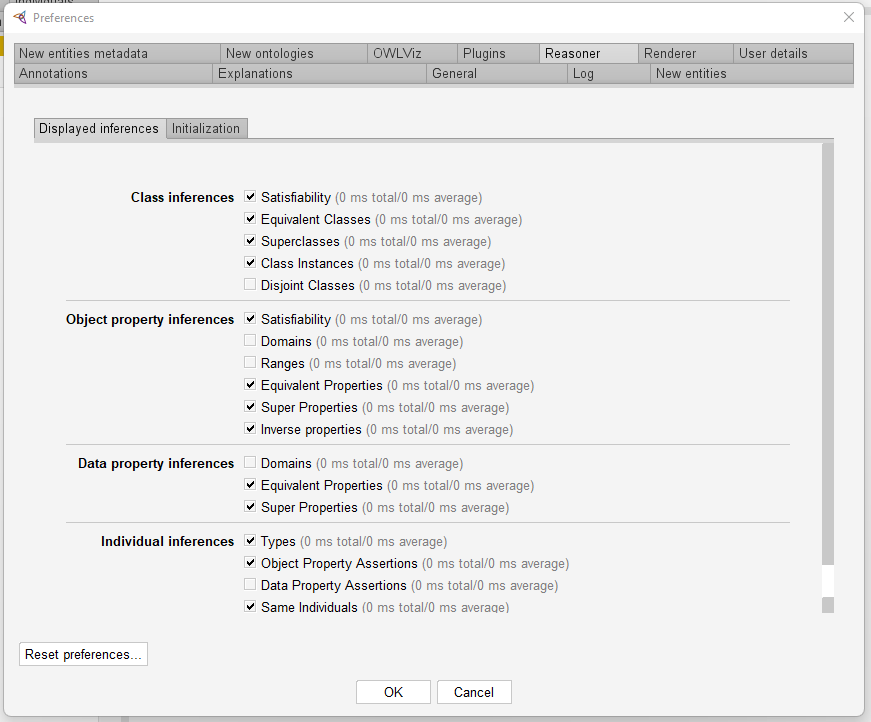 Individuals
Preferences
New entities metadata New ontologies OWLViz Plugins Reasoner Renderer User details
Annotations Explanations General Log New entities
Displayed inferences Initialization
Class inferences Satisfiability (0 ms total/0 ms average)
Equivalent Classes (0 ms total/0 ms average)
Superclasses (0 ms total/0 ms average)
Class Instances (0 ms total/0 ms average)
Disjoint Classes (0 ms total/0 ms average)
Object property inferences Satisfiability (0 ms total/0 ms average)
Domains (0 ms total/0 ms average)
Ranges (0 ms total/0 ms average)
Equivalent Properties (0 ms total/0 ms average)
Super Properties (0 ms total/0 ms average)
Inverse properties (0 ms total/0 ms average)
Data property inferences Domains (0 ms total/0 ms average)
Equivalent Properties (0 ms total/0 ms average)
Super Properties (0 ms total/0 ms average)
Individual inferences Types (0 ms total/0 ms average)
Object Property Assertions (0 ms total/0 ms average)
Data Property Assertions (0 ms total/0 ms average)
Same Individuals (0 ms total/0 ms average)
Reset preferences...
OK Cancel